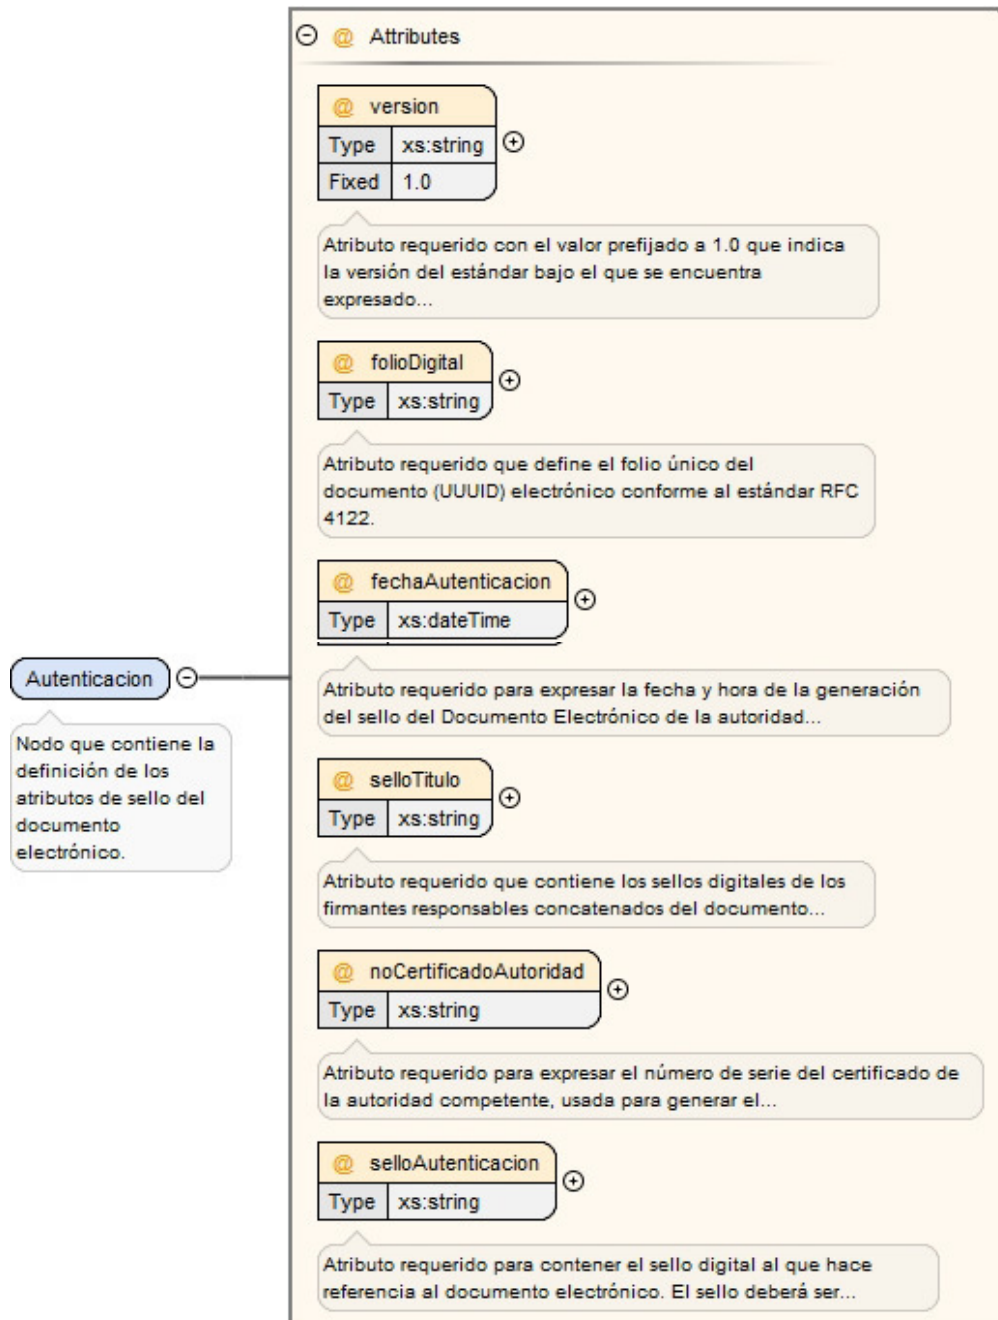 @ Attributes
@ version
Type xs:string
Fixed 1.0
Atributo requerido con el valor prefijado a 1.0 que indica
la versión del estándar bajo el que se encuentra
expresado...
@ folioDigital
Type xs:string
Atributo requerido que define el folio único del
documento (UUUID) electrónico conforme al estándar RFC
4122.
@ fechaAutenticacion
Type xs:dateTime
Atributo requerido para expresar la fecha y hora de la generación
del sello del Documento Electrónico de la autoridad...
Autenticacion
Nodo que contiene la
definición de los
atributos de sello del
documento
electrónico.
@ selloTitulo
Type xs:string
Atributo requerido que contiene los sellos digitales de los
firmantes responsables concatenados del documento...
@ noCertificadoAutoridad
Type xs:string
Atributo requerido para expresar el número de serie del certificado de
la autoridad competente, usada para generar el...
@ selloAutenticacion
Type xs:string
Atributo requerido para contener el sello digital al que hace
referencia al documento electrónico. El sello deberá ser...